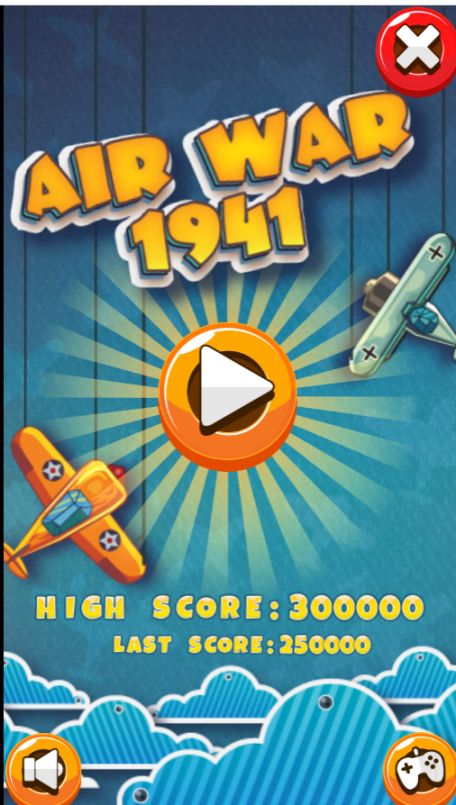 AIR WAR
1941
HIGH SCORE:300000
LAST SCORE:250000